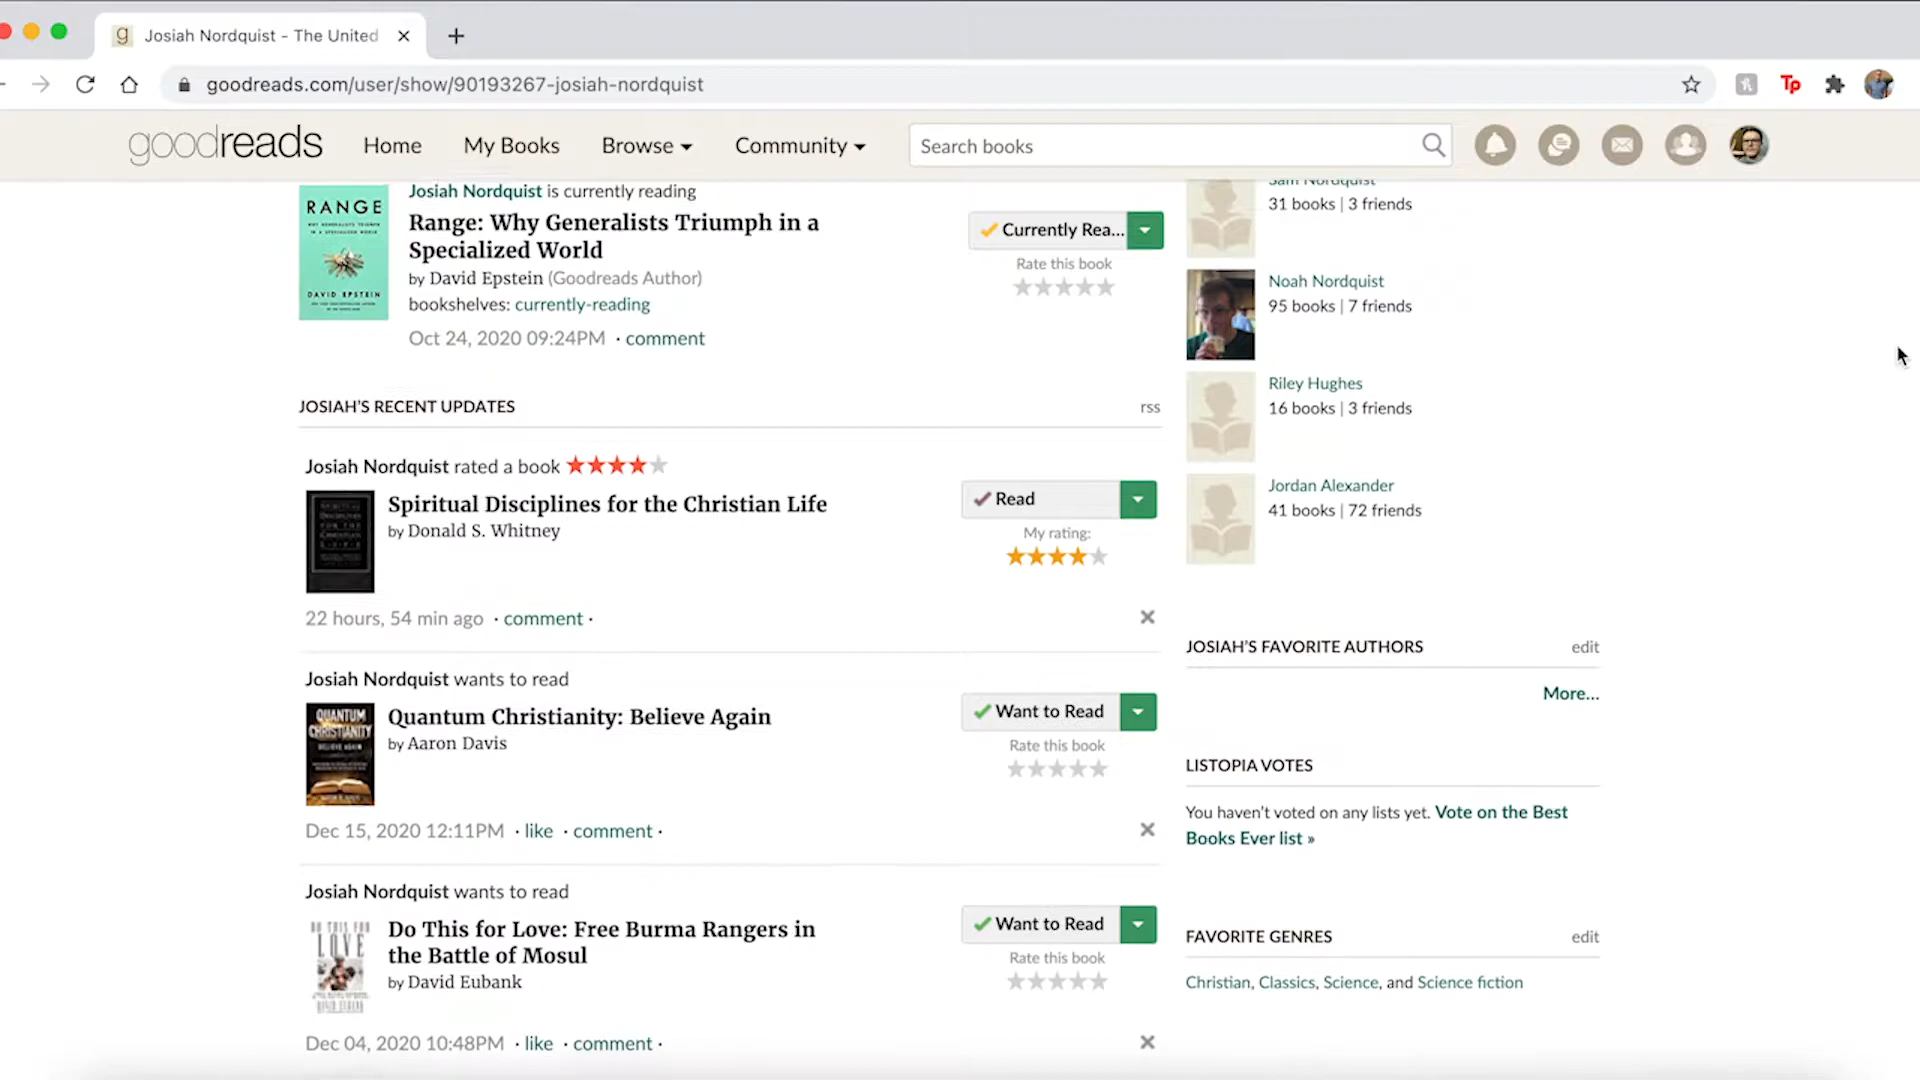 Josiah Nordquist - The United
goodreads.com/user/show/90193267-josiah-nordquist
Tp
goodreads
Home
My Books
Browse
Community
Search books
RANGE
DAVID EPSTEIN
Josiah Nordquist is currently reading
Range: Why Generalists Triumph in a
Specialized World
by David Epstein (Goodreads Author)
bookshelves: currently-reading
Oct 24, 2020 09:24PM · comment
Currently Rea...
Rate this book
JOSIAH'S RECENT UPDATES
rss
Josiah Nordquist rated a book
Spiritual Disciplines for the Christian Life
by Donald S. Whitney
Read
My rating:
22 hours, 54 min ago · comment ·
Josiah Nordquist wants to read
QUANTUM
CHRISTIANITY
BELIEVE AGAIN
Quantum Christianity: Believe Again
by Aaron Davis
Want to Read
Rate this book
Dec 15, 2020 12:11PM · like · comment ·
Josiah Nordquist wants to read
DO THIS FOR
LOVE
DAVID EUBANK
Do This for Love: Free Burma Rangers in
the Battle of Mosul
by David Eubank
Want to Read
Rate this book
Dec 04, 2020 10:48PM · like · comment ·
Sam Nordquist
31 books | 3 friends
Noah Nordquist
95 books | 7 friends
Riley Hughes
16 books | 3 friends
Jordan Alexander
41 books | 72 friends
JOSIAH'S FAVORITE AUTHORS
edit
More...
LISTOPIA VOTES
You haven't voted on any lists yet. Vote on the Best
Books Ever list »
FAVORITE GENRES
edit
Christian, Classics, Science, and Science fiction